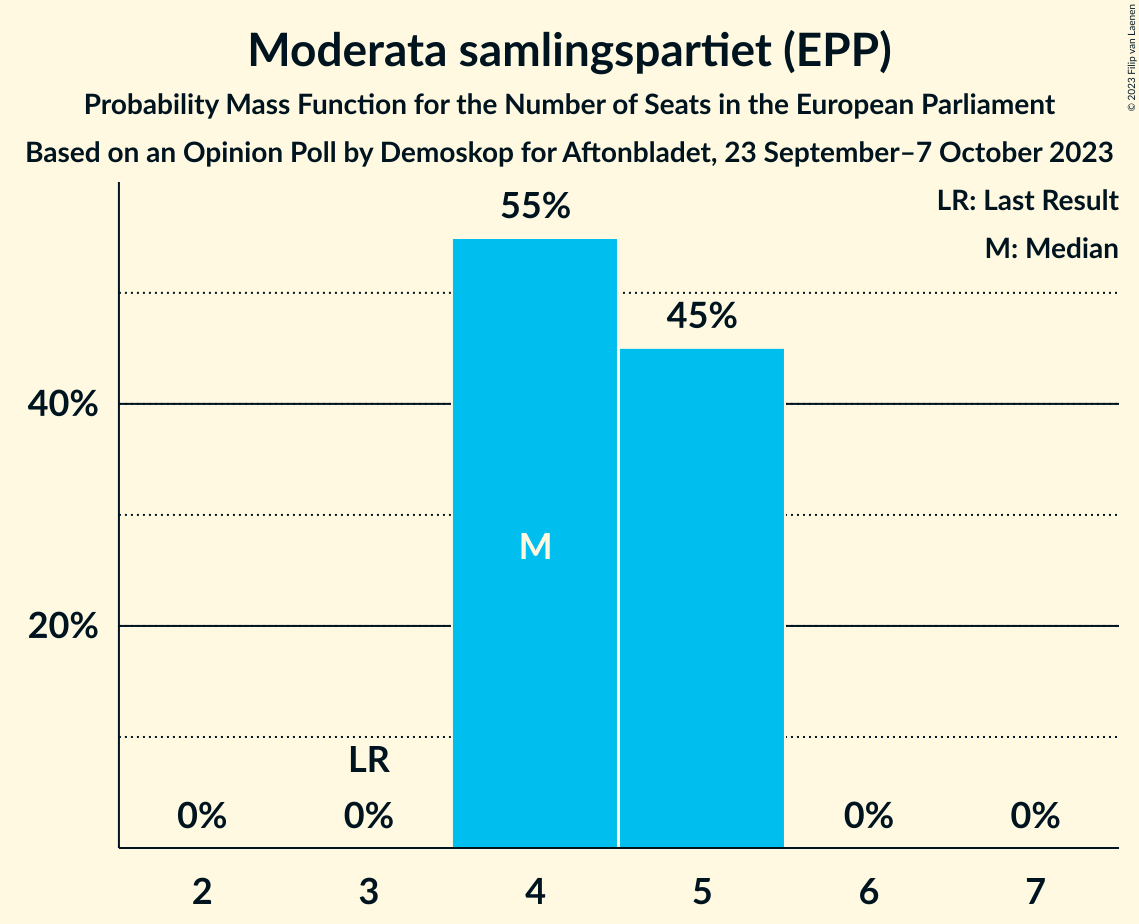 Moderata samlingspartiet (EPP)
Probability Mass Function for the Number of Seats in the European Parliament
Based on an Opinion Poll by Demoskop for Aftonbladet, 23 September–7 October 2023
© 2023 Filip van Laenen
LR: Last Result
M: Median
55%
45%
40%
M
20%
LR
0% 0% 0% 0%
2 3 4 5 6 7